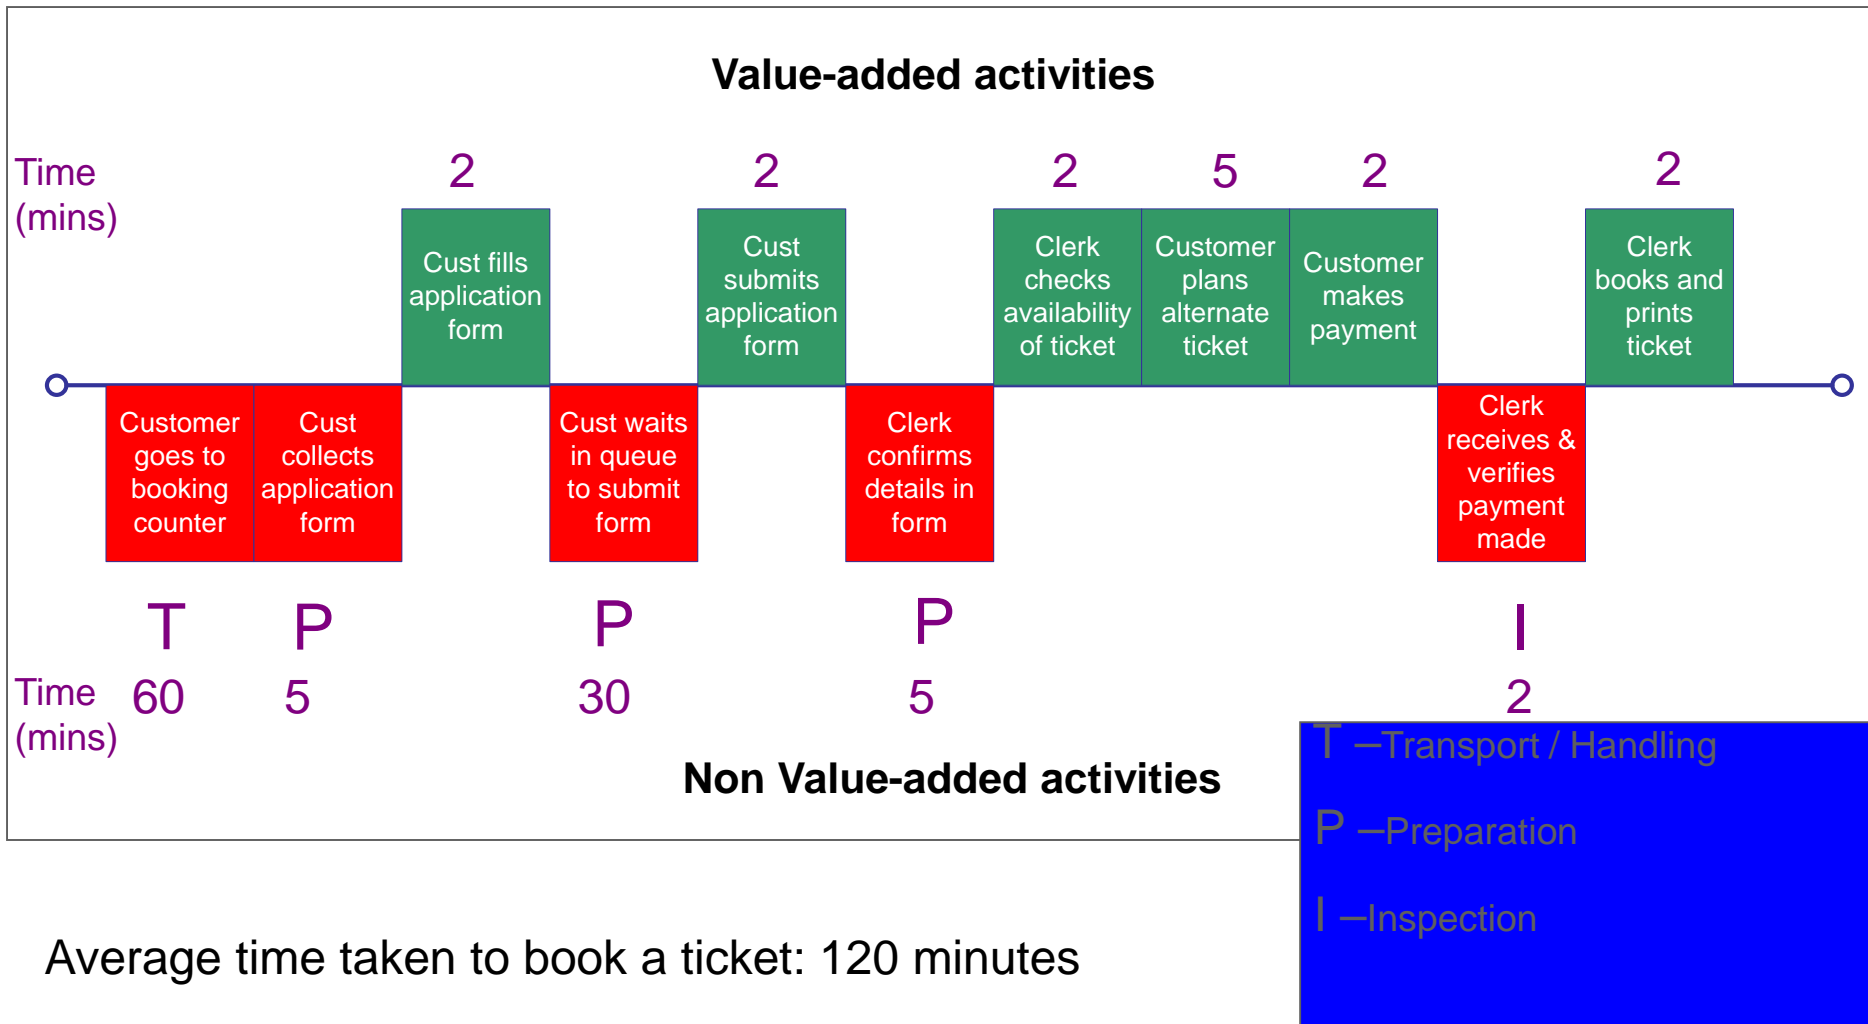 Value-added activities
Time
(mins)
2
2
2
5
2
2
Cust fills
application
form
Cust
submits
application
form
Clerk
checks
availability
of ticket
Customer
plans
alternate
ticket
Customer
makes
payment
Clerk
books and
prints
ticket
Customer
goes to
booking
counter
Cust
collects
application
form
Cust waits
in queue
to submit
form
Clerk
confirms
details in
form
Clerk
receives &
verifies
payment
made
T
P
P
P
I
Time
(mins)
60
5
30
5
2
Non Value-added activities
T –Transport / Handling
P –Preparation
I –Inspection
Average time taken to book a ticket: 120 minutes